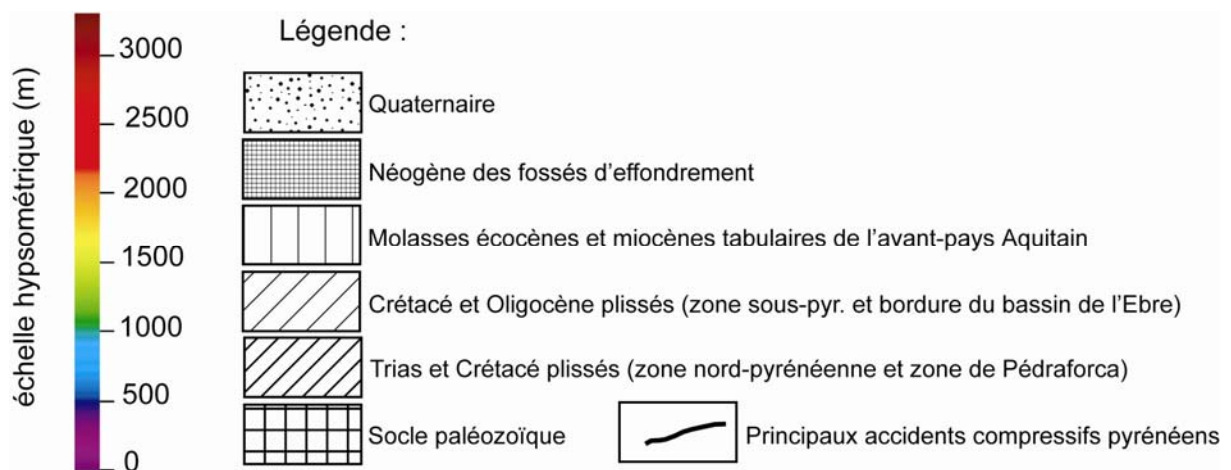 échelle hypsométrique (m)
3000
2500
2000
1500
1000
500
0
Légende :
Quaternaire
Néogène des fossés d'effondrement
Molasses écocènes et miocènes tabulaires de l'avant-pays Aquitain
Crétacé et Oligocène plissés (zone sous-pyr. et bordure du bassin de l'Ebre)
Trias et Crétacé plissés (zone nord-pyrénéenne et zone de Pédraforca)
Socle paléozoïque
Principaux accidents compressifs pyrénéens